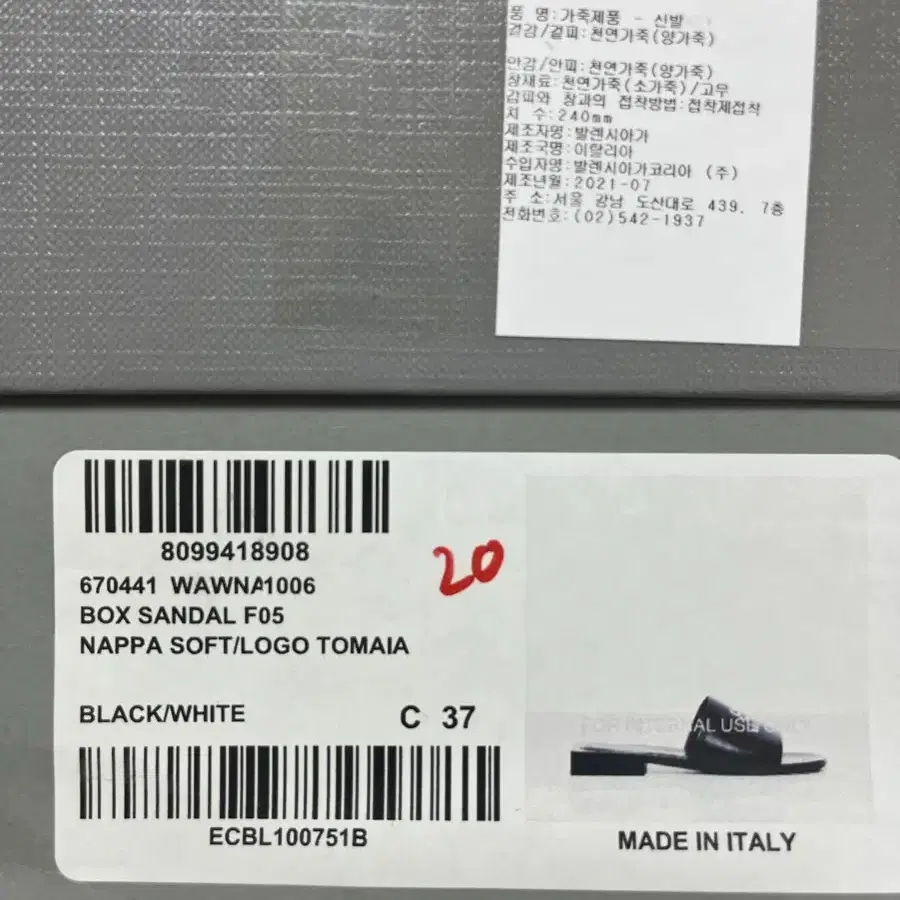 품 명:가죽제품 - 신발
겉감/겉피:천연가죽(양가죽)
안감/안피:천연가죽(양가죽)
창재료:천연가죽(소가죽)/고무
갑피와 창과의 접착방법:접착제접착
치 수:240mm
제조자명:발렌시아가
제조국명:이탈리아
수입자명:발렌시아가코리아 (주)
제조년월:2021-07
주 소:서울 강남 도산대로 439, 7층
전화번호:(02)542-1937
8099418908
20
670441 WAWNA1006
BOX SANDAL F05
NAPPA SOFT/LOGO TOMAIA
BLACK/WHITE
C 37
FOR INTERNAL USE ONLY
ECBL100751B
MADE IN ITALY